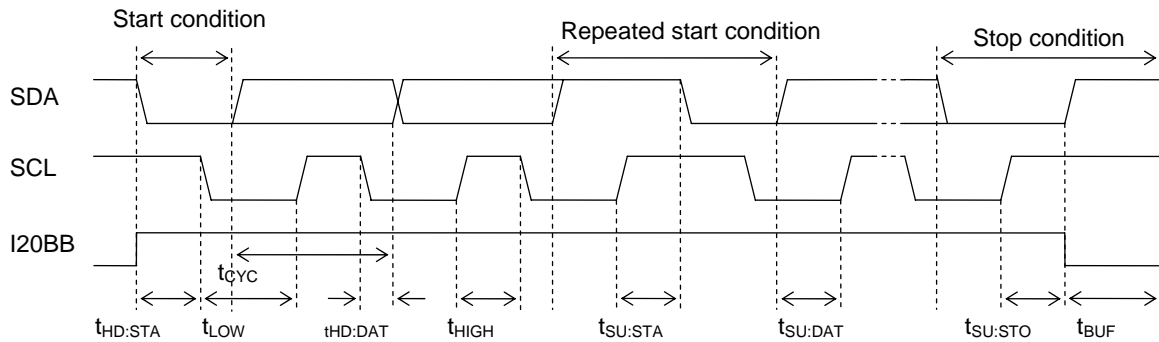 Start condition
Repeated start condition
Stop condition
SDA
SCL
I20BB
tCYC
tHD:STA
tLOW
tHD:DAT
tHIGH
tSU:STA
tSU:DAT
tSU:STO
tBUF